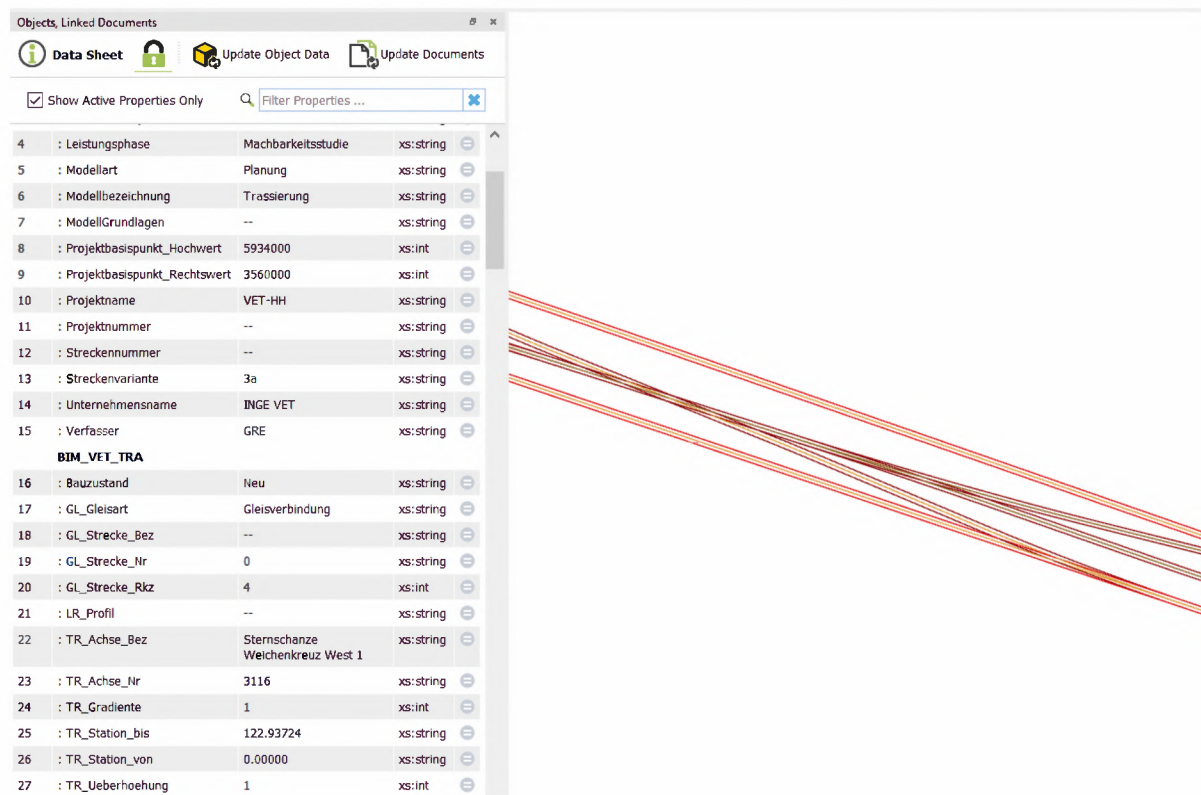 Objects, Linked Documents
Data Sheet Update Object Data Update Documents
Show Active Properties Only Filter Properties ...
4 : Leistungsphase Machbarkeitsstudie xs:string
5 : Modellart Planung xs:string
6 : Modellbezeichnung Trassierung xs:string
7 : ModellGrundlagen -- xs:string
8 : Projektbasispunkt_Hochwert 5934000 xs:int
9 : Projektbasispunkt_Rechtswert 3560000 xs:int
10 : Projektname VET-HH xs:string
11 : Projektnummer -- xs:string
12 : Streckennummer -- xs:string
13 : Streckenvariante 3a xs:string
14 : Unternehmensname INGE VET xs:string
15 : Verfasser GRE xs:string
BIM_VET_TRA
16 : Bauzustand Neu xs:string
17 : GL_Gleisart Gleisverbindung xs:string
18 : GL_Strecke_Bez -- xs:string
19 : GL_Strecke_Nr 0 xs:string
20 : GL_Strecke_Rkz 4 xs:int
21 : LR_Profil -- xs:string
22 : TR_Achse_Bez Sternschanze xs:string
Weichenkreuz West 1
23 : TR_Achse_Nr 3116 xs:string
24 : TR_Gradiente 1 xs:int
25 : TR_Station_bis 122.93724 xs:string
26 : TR_Station_von 0.00000 xs:string
27 : TR_Ueberhoehung 1 xs:int